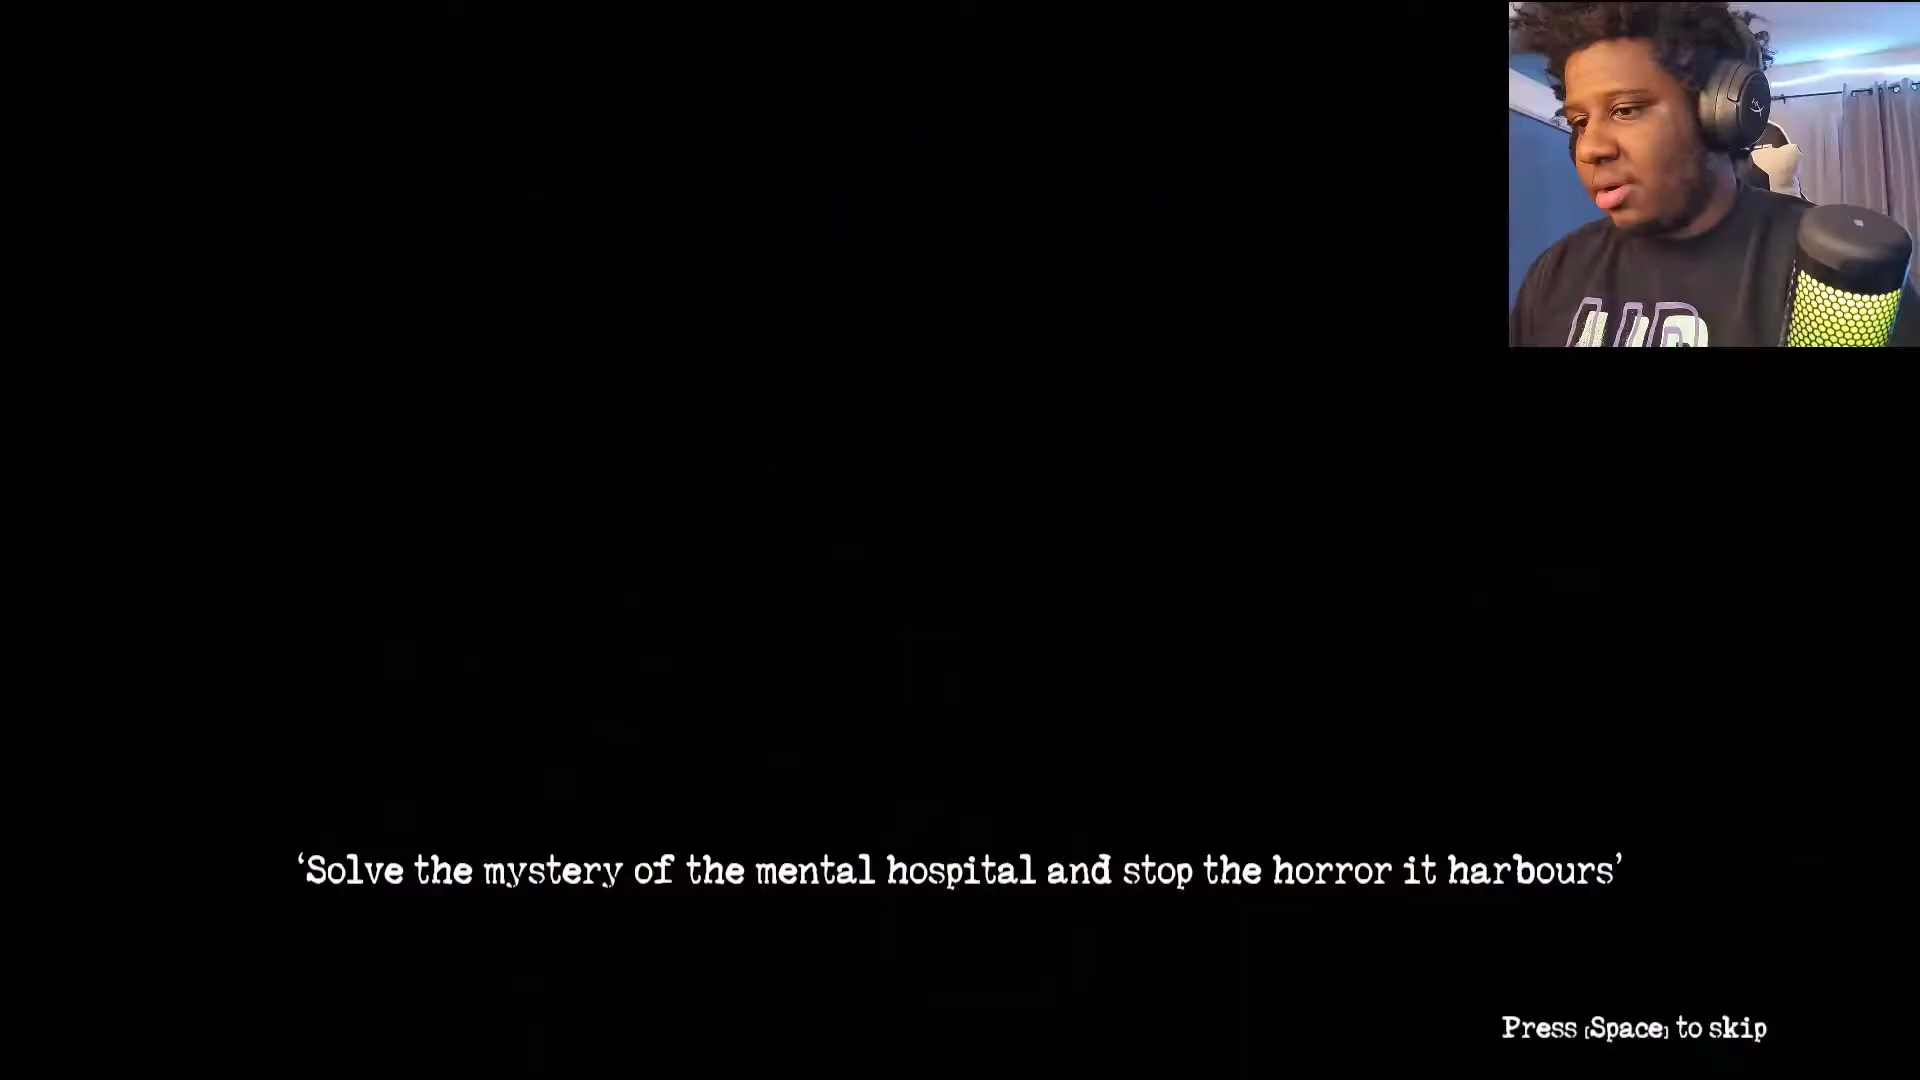 ‘Solve the mystery of the mental hospital and stop the horror it harbours’
Press [Space] to skip